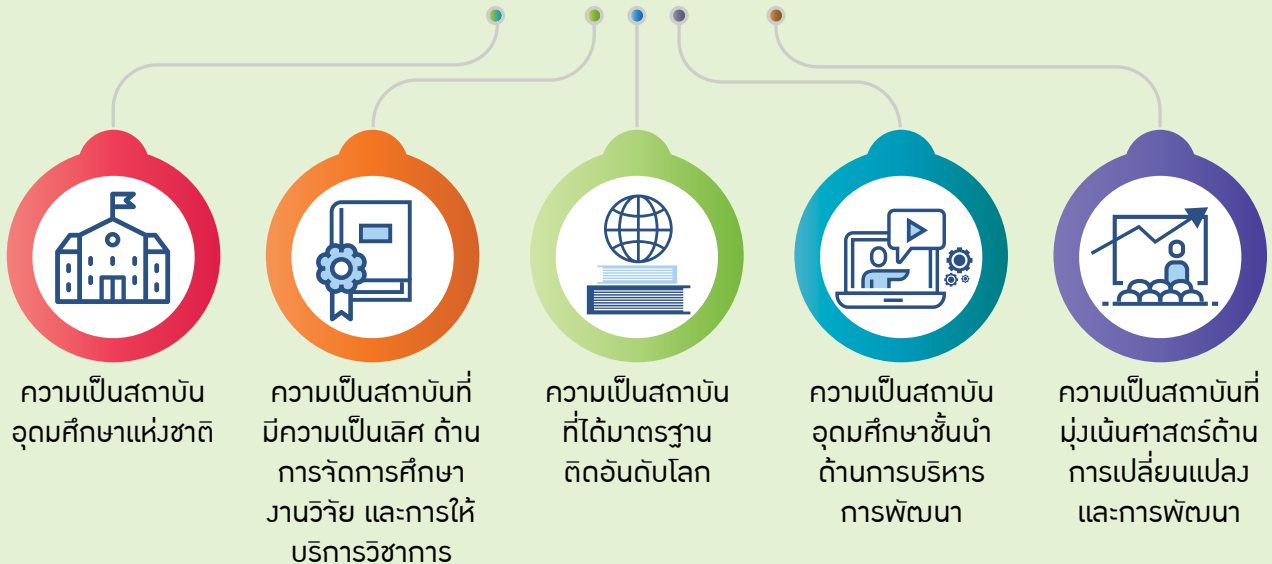 ความเป็นสถาบัน
อุดมศึกษาแห่งชาติ
ความเป็นสถาบันที่
มีความเป็นเลิศ ด้าน
การจัดการศึกษา
งานวิจัย และการให้
บริการวิชาการ
ความเป็นสถาบัน
ที่ได้มาตรฐาน
ติดอันดับโลก
ความเป็นสถาบัน
อุดมศึกษาชั้นนำ
ด้านการบริหาร
การพัฒนา
ความเป็นสถาบันที่
มุ่งเน้นศาสตร์ด้าน
การเปลี่ยนแปลง
และการพัฒนา